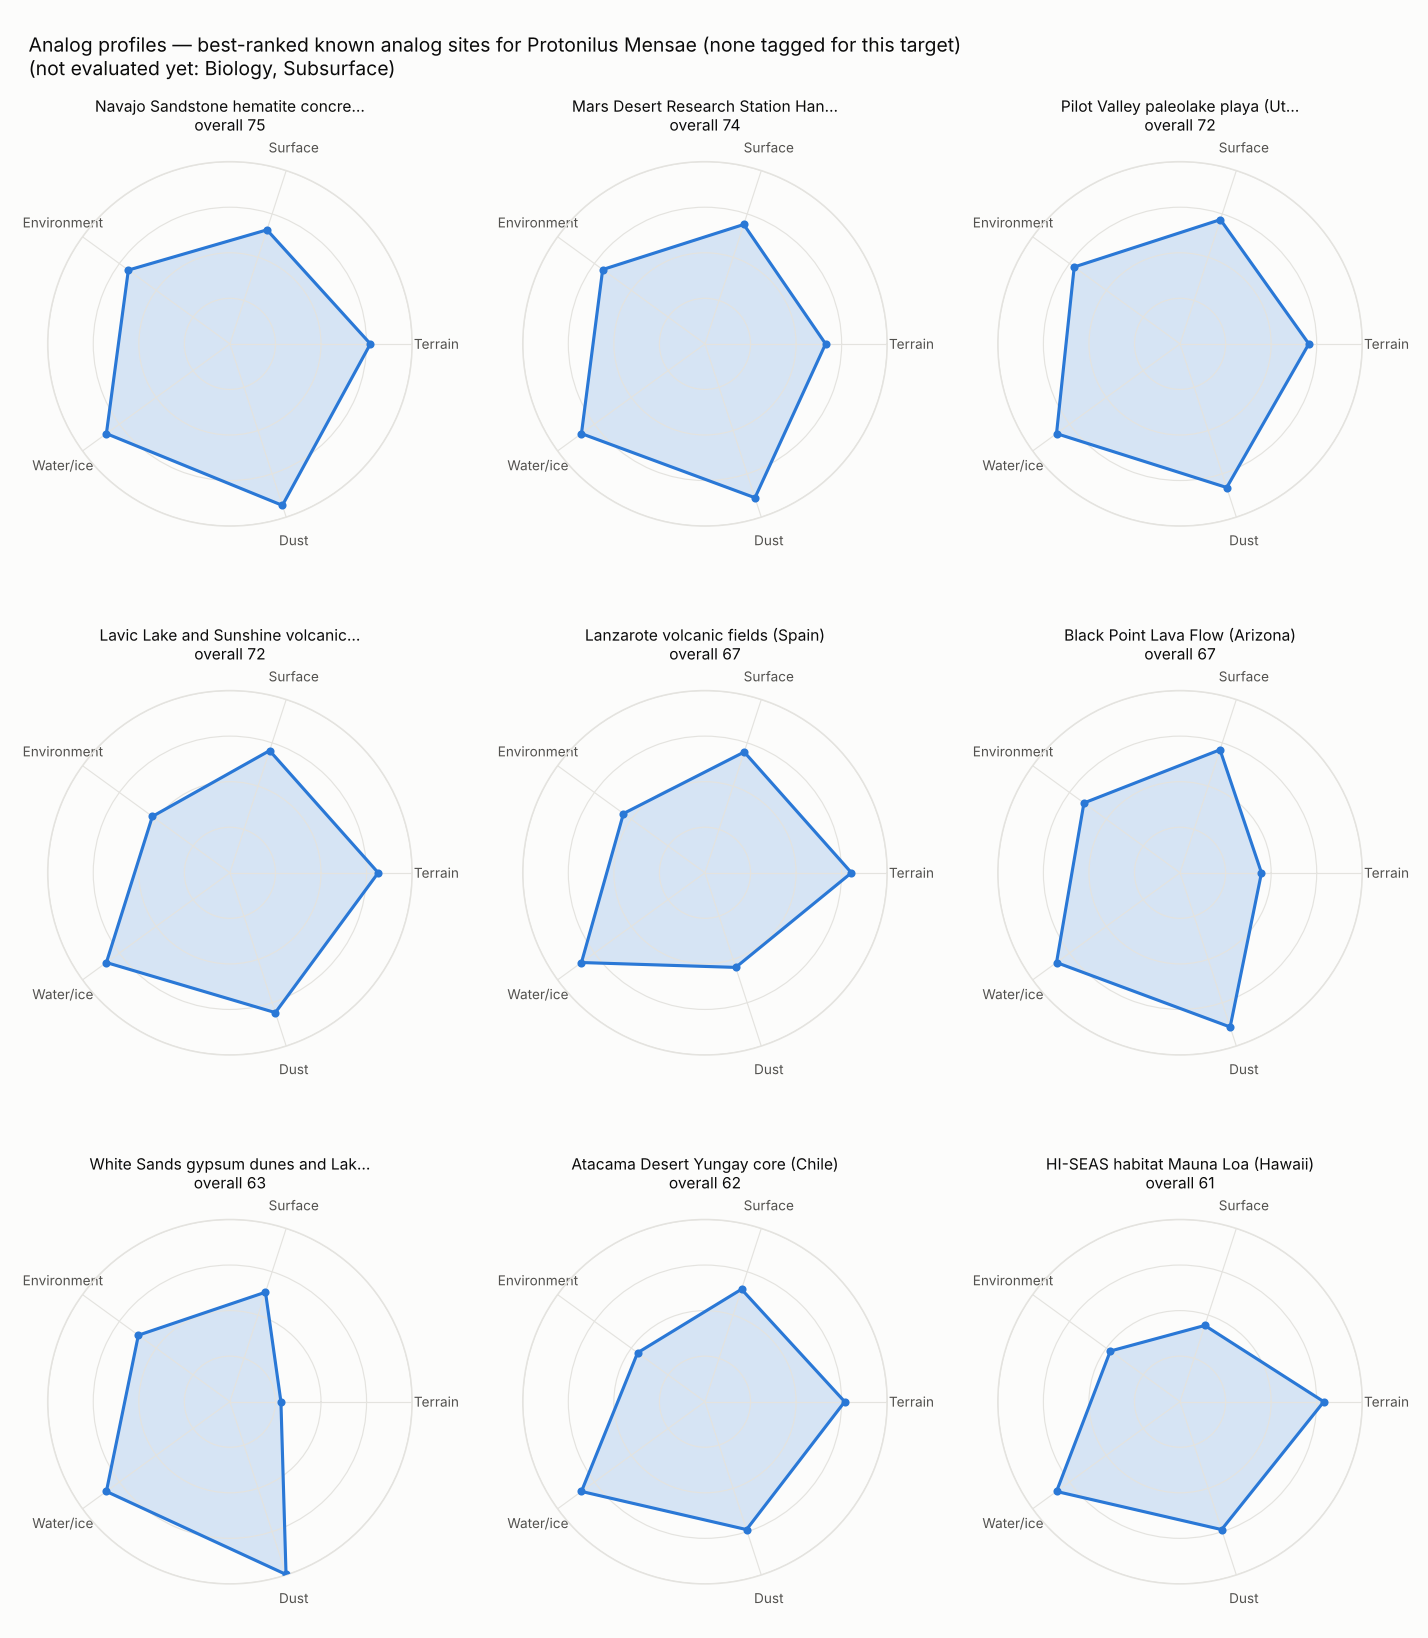 Analog profiles — best-ranked known analog sites for Protonilus Mensae (none tagged for this target)
(not evaluated yet: Biology, Subsurface)
Navajo Sandstone hematite concre...
overall 75
Surface
Environment
Terrain
Water/ice
Dust
Mars Desert Research Station Han...
overall 74
Surface
Environment
Terrain
Water/ice
Dust
Pilot Valley paleolake playa (Ut...
overall 72
Surface
Environment
Terrain
Water/ice
Dust
Lavic Lake and Sunshine volcanic...
overall 72
Surface
Environment
Terrain
Water/ice
Dust
Lanzarote volcanic fields (Spain)
overall 67
Surface
Environment
Terrain
Water/ice
Dust
Black Point Lava Flow (Arizona)
overall 67
Surface
Environment
Terrain
Water/ice
Dust
White Sands gypsum dunes and Lak...
overall 63
Surface
Environment
Terrain
Water/ice
Dust
Atacama Desert Yungay core (Chile)
overall 62
Surface
Environment
Terrain
Water/ice
Dust
HI-SEAS habitat Mauna Loa (Hawaii)
overall 61
Surface
Environment
Terrain
Water/ice
Dust